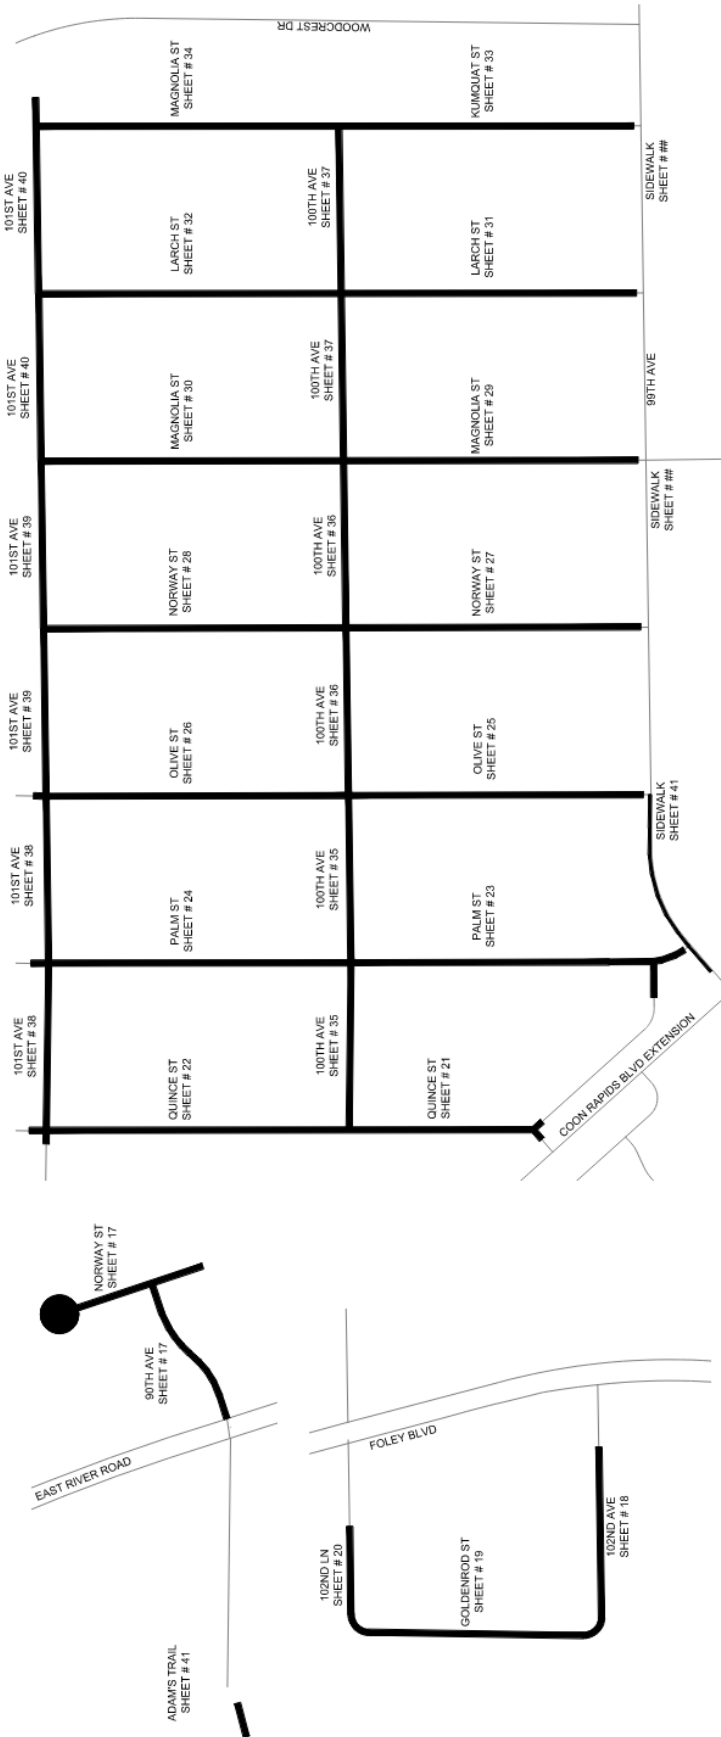 WOODCREST DR
MAGNOLIA ST
SHEET # 34
KUMQUAT ST
SHEET # 33
101ST AVE
SHEET # 40
100TH AVE
SHEET # 37
SIDEWALK
SHEET # ##
LARCH ST
SHEET # 32
LARCH ST
SHEET # 31
101ST AVE
SHEET # 40
100TH AVE
SHEET # 37
99TH AVE
MAGNOLIA ST
SHEET # 30
MAGNOLIA ST
SHEET # 29
SIDEWALK
SHEET # ##
101ST AVE
SHEET # 39
100TH AVE
SHEET # 36
NORWAY ST
SHEET # 28
NORWAY ST
SHEET # 27
101ST AVE
SHEET # 39
100TH AVE
SHEET # 36
OLIVE ST
SHEET # 26
OLIVE ST
SHEET # 25
SIDEWALK
SHEET # 41
101ST AVE
SHEET # 38
100TH AVE
SHEET # 35
PALM ST
SHEET # 24
PALM ST
SHEET # 23
101ST AVE
SHEET # 38
100TH AVE
SHEET # 35
QUINCE ST
SHEET # 22
QUINCE ST
SHEET # 21
COON RAPIDS BLVD EXTENSION
NORWAY ST
SHEET # 17
90TH AVE
SHEET # 17
EAST RIVER ROAD
FOLEY BLVD
102ND LN
SHEET # 20
GOLDENROD ST
SHEET # 19
102ND AVE
SHEET # 18
ADAM'S TRAIL
SHEET # 41